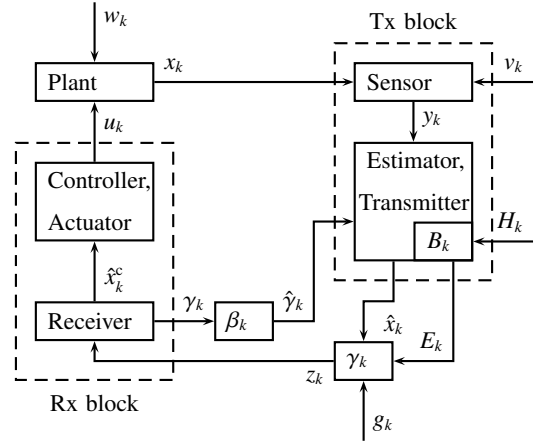 w_k
Tx block
Plant
x_k
Sensor
v_k
u_k
y_k
Controller,
Actuator
Estimator,
Transmitter
B_k
H_k
x̂_k^c
γ_k
γ̂_k
Receiver
β_k
x̂_k
E_k
z_k
γ_k
Rx block
g_k